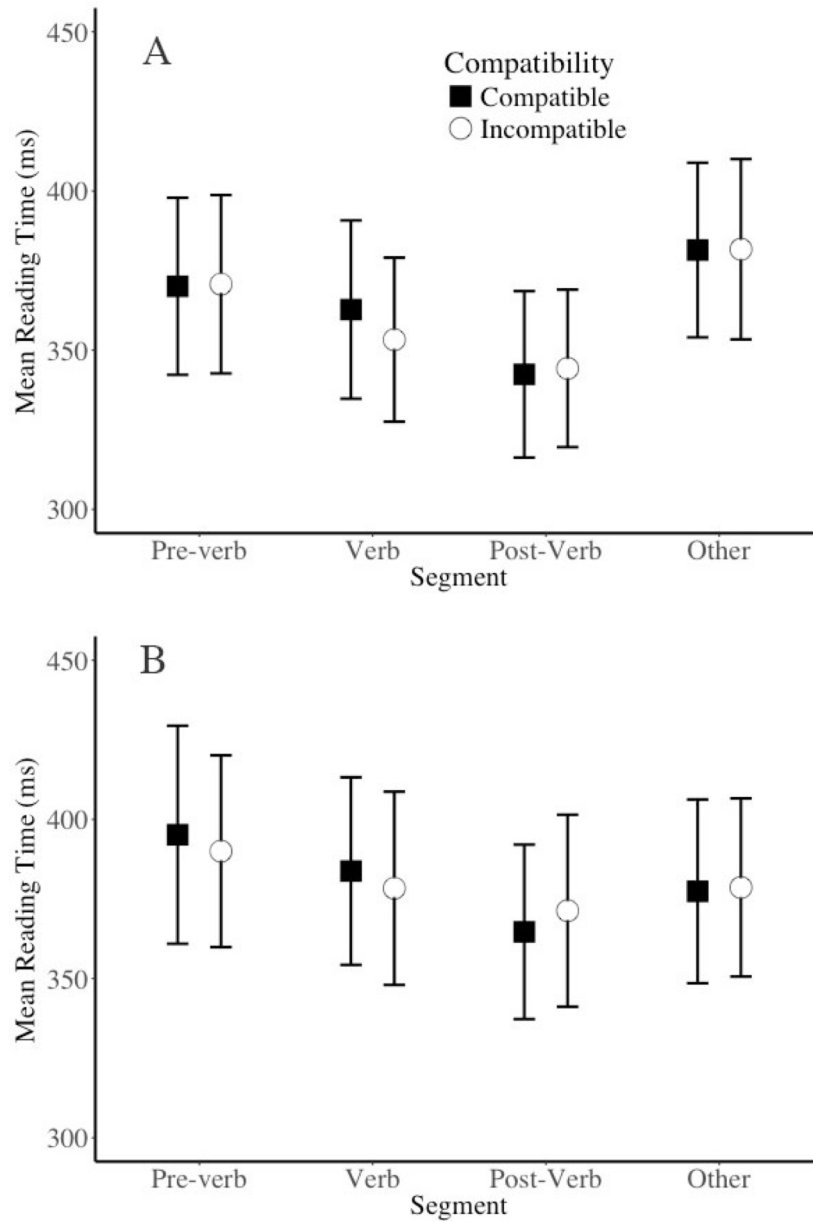 450
A
Compatibility
Compatible
Incompatible
400
350
300
Mean Reading Time (ms)
Pre-verb Verb Post-Verb Other
Segment
450
B
400
350
300
Mean Reading Time (ms)
Pre-verb Verb Post-Verb Other
Segment